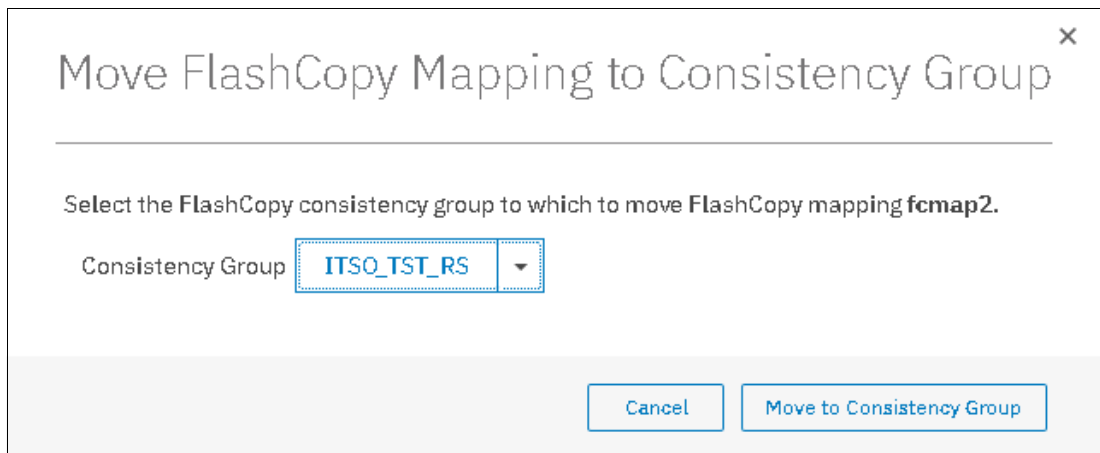 Move FlashCopy Mapping to Consistency Group
Select the FlashCopy consistency group to which to move FlashCopy mapping fcmap2.
Consistency Group ITSO_TST_RS
Cancel Move to Consistency Group